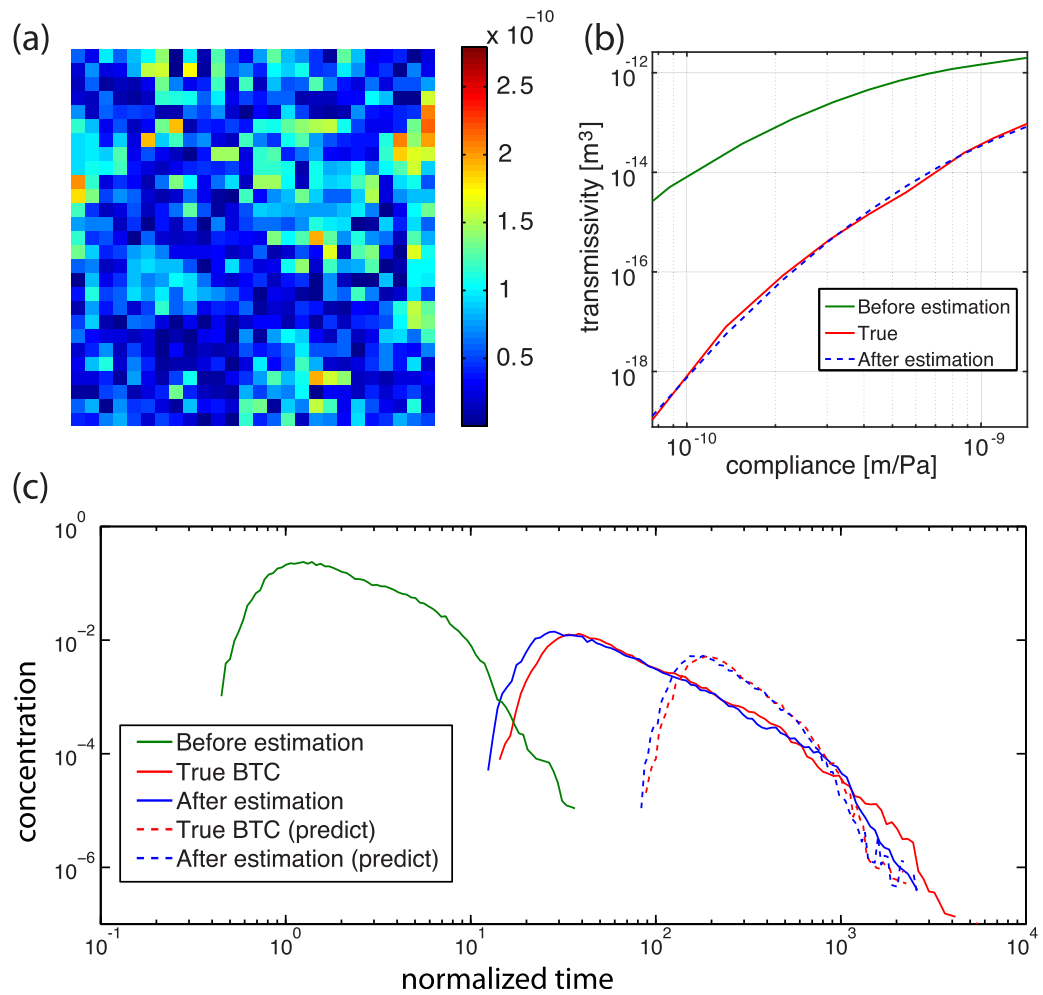 (a)
x 10^-10
2.5
2
1.5
1
0.5
(b)
10^-12
10^-14
10^-16
10^-18
transmissivity [m^3]
Before estimation
True
After estimation
10^-10
10^-9
compliance [m/Pa]
(c)
10^0
10^-2
10^-4
10^-6
concentration
Before estimation
True BTC
After estimation
True BTC (predict)
After estimation (predict)
10^-1
10^0
10^1
10^2
10^3
10^4
normalized time